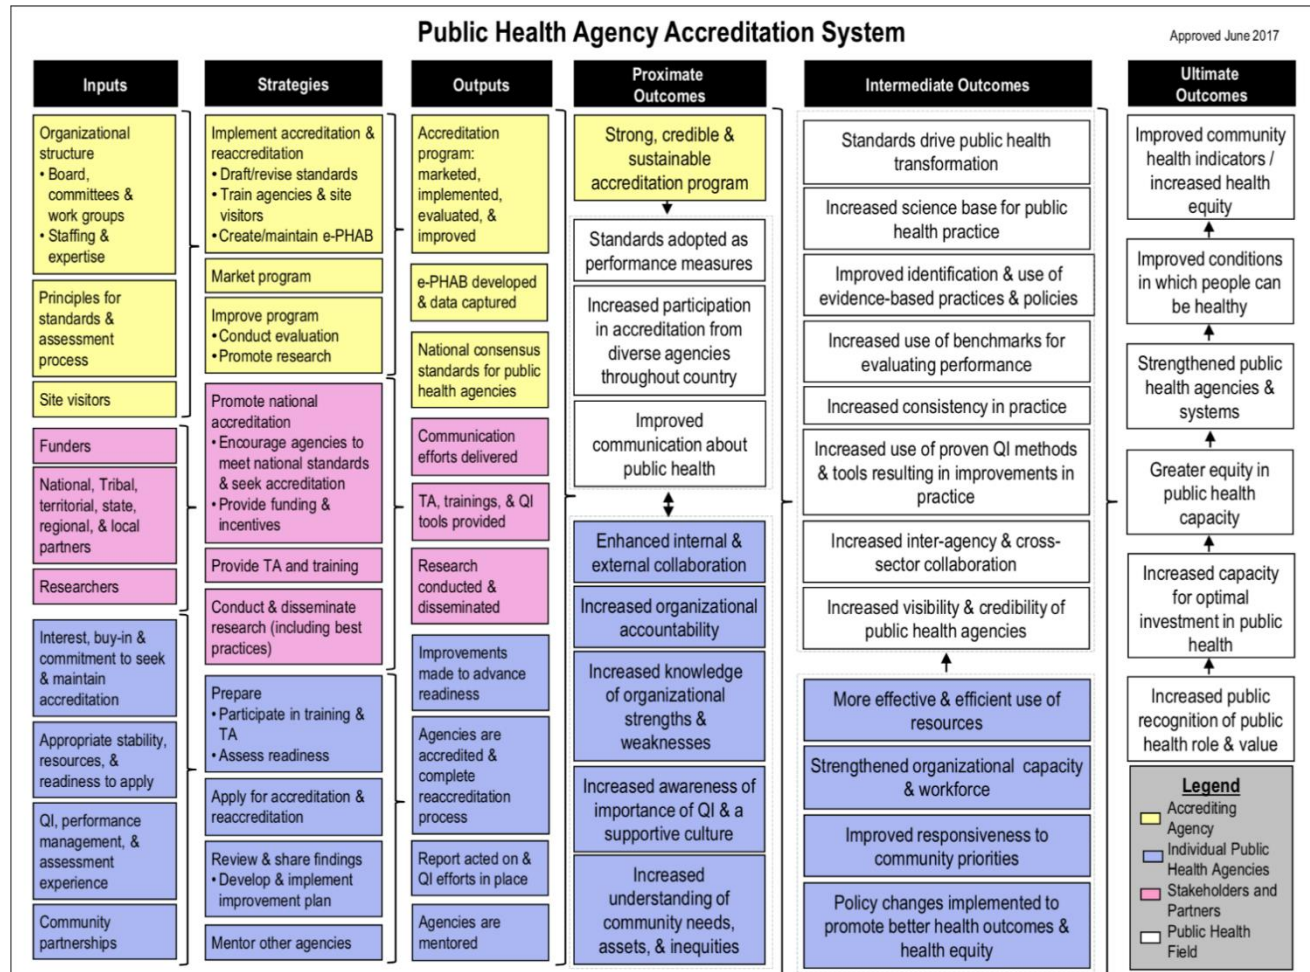 Public Health Agency Accreditation System
Approved June 2017
Inputs
Organizational
structure
• Board,
committees &
work groups
• Staffing &
expertise
Principles for
standards &
assessment
process
Site visitors
Funders
National, Tribal,
territorial, state,
regional, & local
partners
Researchers
Interest, buy-in &
commitment to seek
& maintain
accreditation
Appropriate stability,
resources, &
readiness to apply
QI, performance
management, &
assessment
experience
Community
partnerships
Strategies
Implement accreditation &
reaccreditation
• Draft/revise standards
• Train agencies & site
visitors
• Create/maintain e-PHAB
Market program
Improve program
• Conduct evaluation
• Promote research
Promote national
accreditation
• Encourage agencies to
meet national standards
& seek accreditation
• Provide funding &
incentives
Provide TA and training
Conduct & disseminate
research (including best
practices)
Prepare
• Participate in training &
TA
• Assess readiness
Apply for accreditation &
reaccreditation
Review & share findings
• Develop & implement
improvement plan
Mentor other agencies
Outputs
Accreditation
program:
marketed,
implemented,
evaluated, &
improved
e-PHAB developed
& data captured
National consensus
standards for public
health agencies
Communication
efforts delivered
TA, trainings, & QI
tools provided
Research
conducted &
disseminated
Improvements
made to advance
readiness
Agencies are
accredited &
complete
reaccreditation
process
Report acted on &
QI efforts in place
Agencies are
mentored
Proximate
Outcomes
Strong, credible &
sustainable
accreditation program
Standards adopted as
performance measures
Increased participation
in accreditation from
diverse agencies
throughout country
Improved
communication about
public health
Enhanced internal &
external collaboration
Increased organizational
accountability
Increased knowledge
of organizational
strengths &
weaknesses
Increased awareness of
importance of QI & a
supportive culture
Increased
understanding of
community needs,
assets, & inequities
Intermediate Outcomes
Standards drive public health
transformation
Increased science base for public
health practice
Improved identification & use of
evidence-based practices & policies
Increased use of benchmarks for
evaluating performance
Increased consistency in practice
Increased use of proven QI methods
& tools resulting in improvements in
practice
Increased inter-agency & cross-
sector collaboration
Increased visibility & credibility of
public health agencies
More effective & efficient use of
resources
Strengthened organizational capacity
& workforce
Improved responsiveness to
community priorities
Policy changes implemented to
promote better health outcomes &
health equity
Ultimate
Outcomes
Improved community
health indicators /
increased health
equity
Improved conditions
in which people can
be healthy
Strengthened public
health agencies &
systems
Greater equity in
public health
capacity
Increased capacity
for optimal
investment in public
health
Increased public
recognition of public
health role & value
Legend
Accrediting
Agency
Individual Public
Health Agencies
Stakeholders and
Partners
Public Health
Field